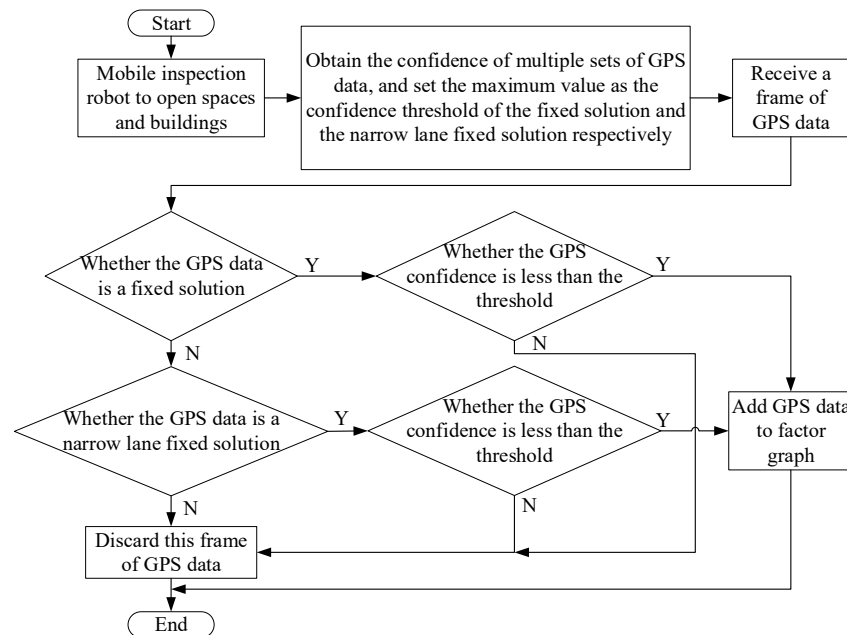 Start
Mobile inspection
robot to open spaces
and buildings
Obtain the confidence of multiple sets of GPS
data, and set the maximum value as the
confidence threshold of the fixed solution and
the narrow lane fixed solution respectively
Receive a
frame of
GPS data
Whether the GPS data
is a fixed solution
Y
Whether the GPS
confidence is less than the
threshold
Y
N
N
Whether the GPS data is a
narrow lane fixed solution
Y
Whether the GPS
confidence is less than the
threshold
Y
Add GPS data
to factor
graph
N
N
Discard this frame
of GPS data
End